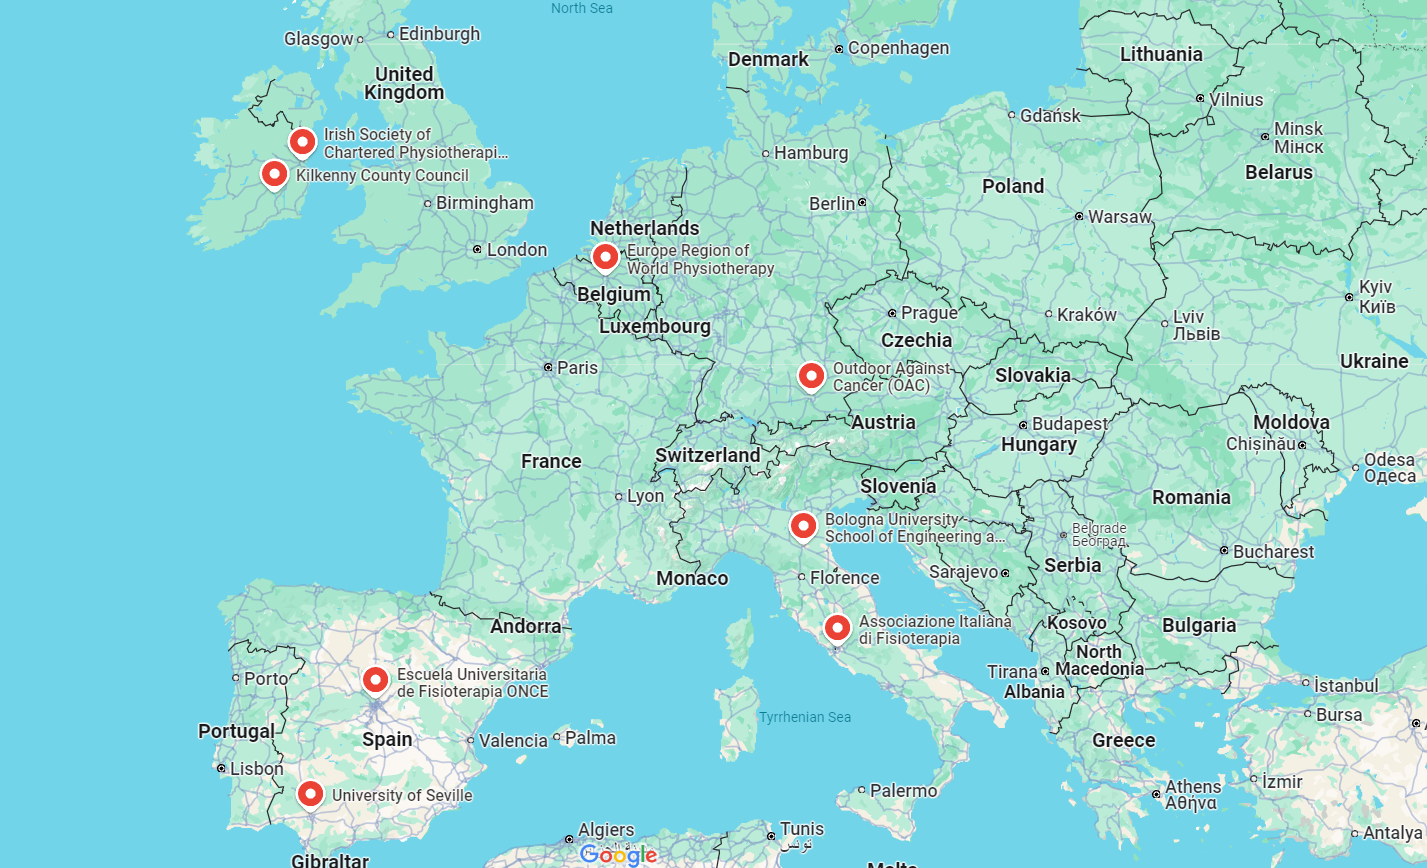 North Sea
Glasgow
Edinburgh
United
Kingdom
Denmark
Copenhagen
Lithuania
Vilnius
Gdańsk
Minsk
Мінск
Belarus
Irish Society of
Chartered Physiotherapi...
Kilkenny County Council
Hamburg
Birmingham
Berlin
Poland
Warsaw
London
Netherlands
Europe Region of
World Physiotherapy
Belgium
Luxembourg
Prague
Czechia
Kraków
Lviv
Львів
Kyiv
Київ
Ukraine
Paris
Outdoor Against
Cancer (OAC)
Slovakia
Austria
Budapest
Hungary
Moldova
Chișinău
Odesa
Одеса
France
Switzerland
Lyon
Slovenia
Romania
Bologna University -
School of Engineering a...
Belgrade
Београд
Bucharest
Monaco
Florence
Sarajevo
Serbia
Andorra
Associazione Italiana
di Fisioterapia
Kosovo
Bulgaria
North
Macedonia
Porto
Escuela Universitaria
de Fisioterapia ONCE
Tirana
Albania
İstanbul
Bursa
Portugal
Spain
Valencia
Palma
Tyrrhenian Sea
Greece
Lisbon
University of Seville
Palermo
Athens
Αθήνα
İzmir
Algiers
Tunis
تونس
Antalya
Gibraltar
Google